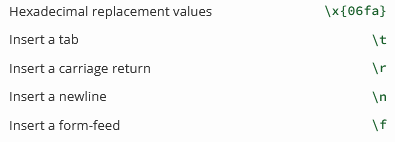 Hexadecimal replacement values \x{06fa}
Insert a tab \t
Insert a carriage return \r
Insert a newline \n
Insert a form-feed \f